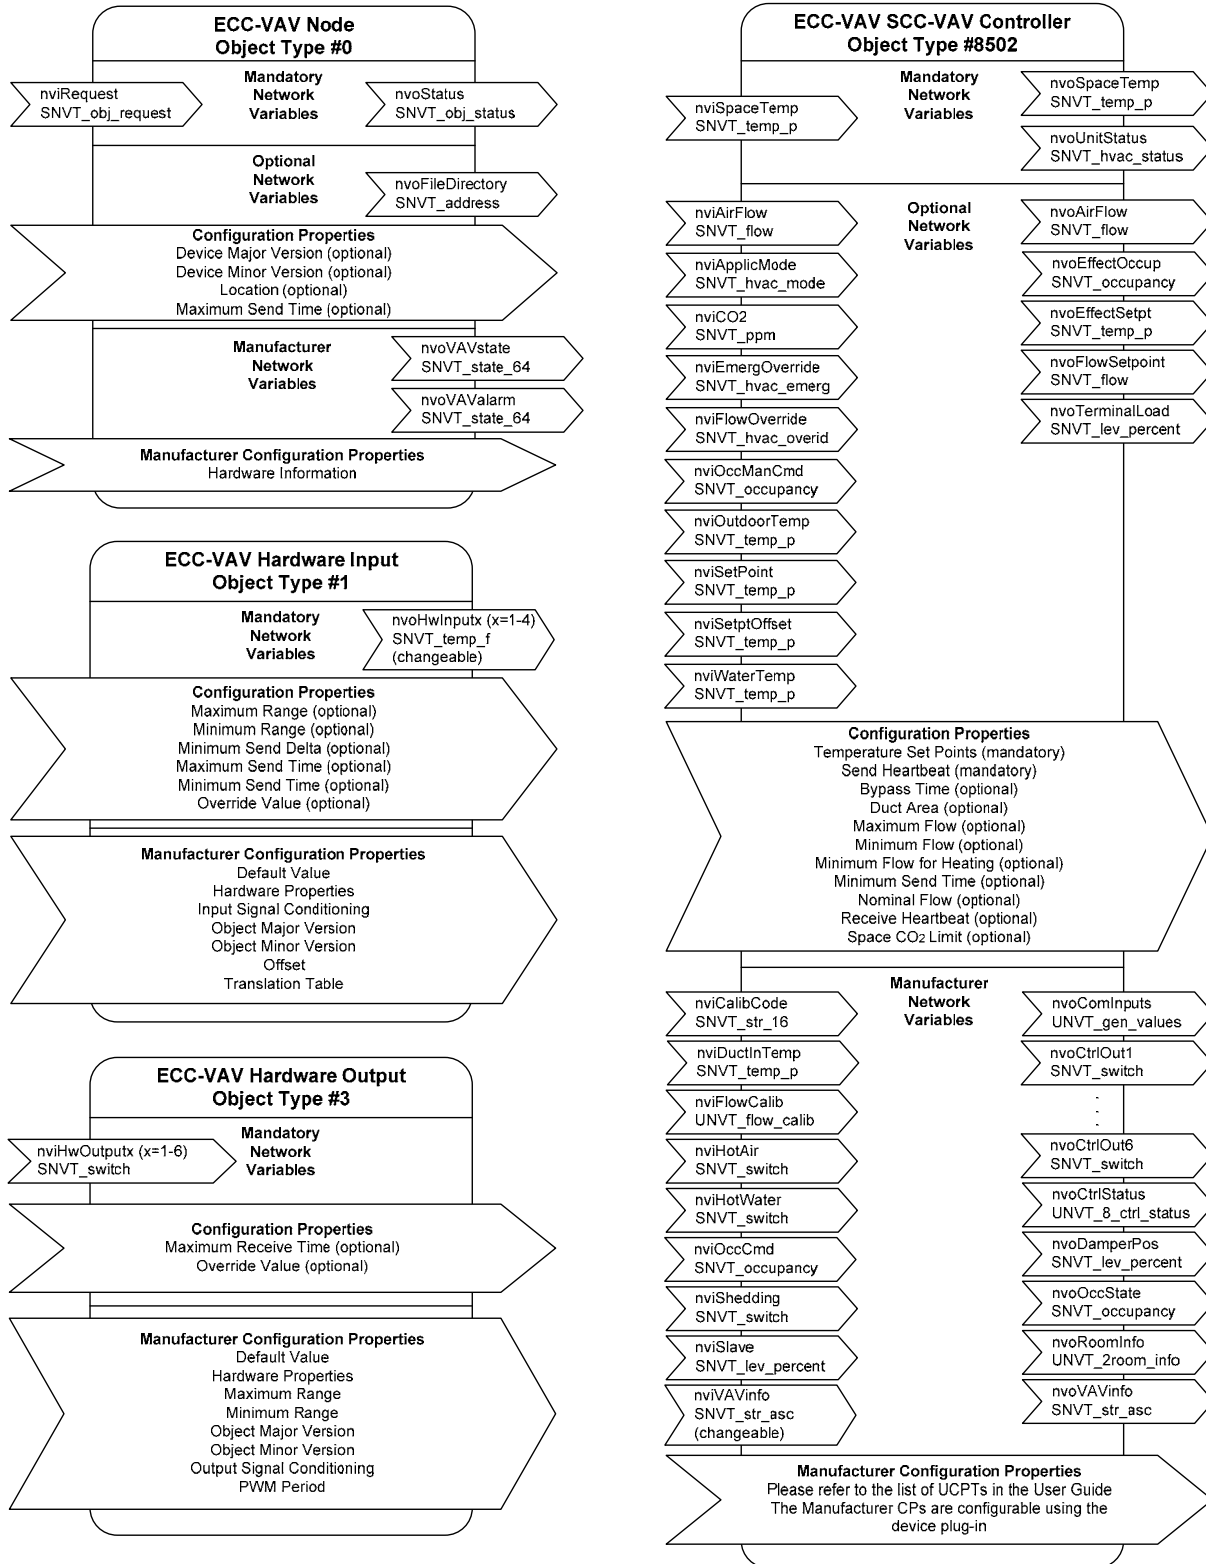 ECC-VAV Node
Object Type #0
Mandatory
Network
Variables
nviRequest
SNVT_obj_request
nvoStatus
SNVT_obj_status
Optional
Network
Variables
nvoFileDirectory
SNVT_address
Configuration Properties
Device Major Version (optional)
Device Minor Version (optional)
Location (optional)
Maximum Send Time (optional)
Manufacturer
Network
Variables
nvoVAVstate
SNVT_state_64
nvoVAValarm
SNVT_state_64
Manufacturer Configuration Properties
Hardware Information
ECC-VAV Hardware Input
Object Type #1
Mandatory
Network
Variables
nvoHwInputx (x=1-4)
SNVT_temp_f
(changeable)
Configuration Properties
Maximum Range (optional)
Minimum Range (optional)
Minimum Send Delta (optional)
Maximum Send Time (optional)
Minimum Send Time (optional)
Override Value (optional)
Manufacturer Configuration Properties
Default Value
Hardware Properties
Input Signal Conditioning
Object Major Version
Object Minor Version
Offset
Translation Table
ECC-VAV Hardware Output
Object Type #3
Mandatory
Network
Variables
nviHwOutputx (x=1-6)
SNVT_switch
Configuration Properties
Maximum Receive Time (optional)
Override Value (optional)
Manufacturer Configuration Properties
Default Value
Hardware Properties
Maximum Range
Minimum Range
Object Major Version
Object Minor Version
Output Signal Conditioning
PWM Period
ECC-VAV SCC-VAV Controller
Object Type #8502
Mandatory
Network
Variables
nviSpaceTemp
SNVT_temp_p
nvoSpaceTemp
SNVT_temp_p
nvoUnitStatus
SNVT_hvac_status
Optional
Network
Variables
nviAirFlow
SNVT_flow
nviApplicMode
SNVT_hvac_mode
nviCO2
SNVT_ppm
nviEmergOverride
SNVT_hvac_emerg
nviFlowOverride
SNVT_hvac_overid
nviOccManCmd
SNVT_occupancy
nviOutdoorTemp
SNVT_temp_p
nviSetPoint
SNVT_temp_p
nviSetptOffset
SNVT_temp_p
nviWaterTemp
SNVT_temp_p
nvoAirFlow
SNVT_flow
nvoEffectOccup
SNVT_occupancy
nvoEffectSetpt
SNVT_temp_p
nvoFlowSetpoint
SNVT_flow
nvoTerminalLoad
SNVT_lev_percent
Configuration Properties
Temperature Set Points (mandatory)
Send Heartbeat (mandatory)
Bypass Time (optional)
Duct Area (optional)
Maximum Flow (optional)
Minimum Flow (optional)
Minimum Flow for Heating (optional)
Minimum Send Time (optional)
Nominal Flow (optional)
Receive Heartbeat (optional)
Space CO2 Limit (optional)
Manufacturer
Network
Variables
nviCalibCode
SNVT_str_16
nviDuctInTemp
SNVT_temp_p
nviFlowCalib
UNVT_flow_calib
nviHotAir
SNVT_switch
nviHotWater
SNVT_switch
nviOccCmd
SNVT_occupancy
nviShedding
SNVT_switch
nviSlave
SNVT_lev_percent
nviVAVinfo
SNVT_str_asc
(changeable)
nvoComInputs
UNVT_gen_values
nvoCtrlOut1
SNVT_switch
nvoCtrlOut6
SNVT_switch
nvoCtrlStatus
UNVT_8_ctrl_status
nvoDamperPos
SNVT_lev_percent
nvoOccState
SNVT_occupancy
nvoRoomInfo
UNVT_2room_info
nvoVAVinfo
SNVT_str_asc
Manufacturer Configuration Properties
Please refer to the list of UCPTs in the User Guide
The Manufacturer CPs are configurable using the
device plug-in